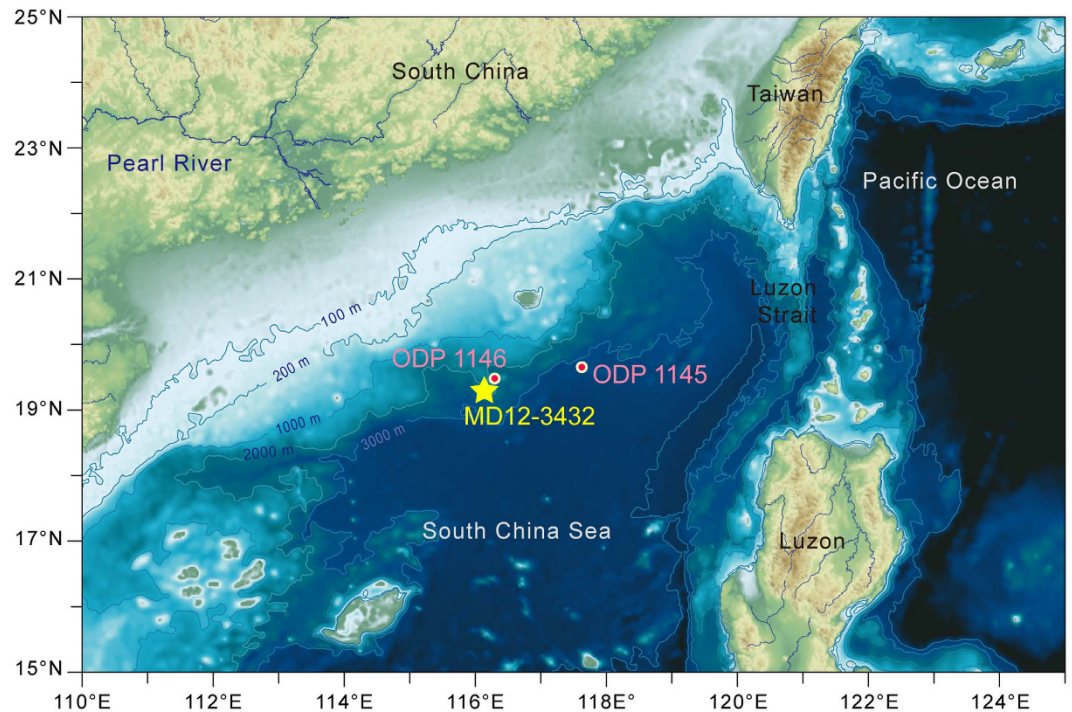 25°N
23°N
21°N
19°N
17°N
15°N
110°E
112°E
114°E
116°E
118°E
120°E
122°E
124°E
South China
Taiwan
Pearl River
Pacific Ocean
Luzon
Strait
100 m
200 m
1000 m
2000 m
3000 m
ODP 1146
ODP 1145
MD12-3432
South China Sea
Luzon